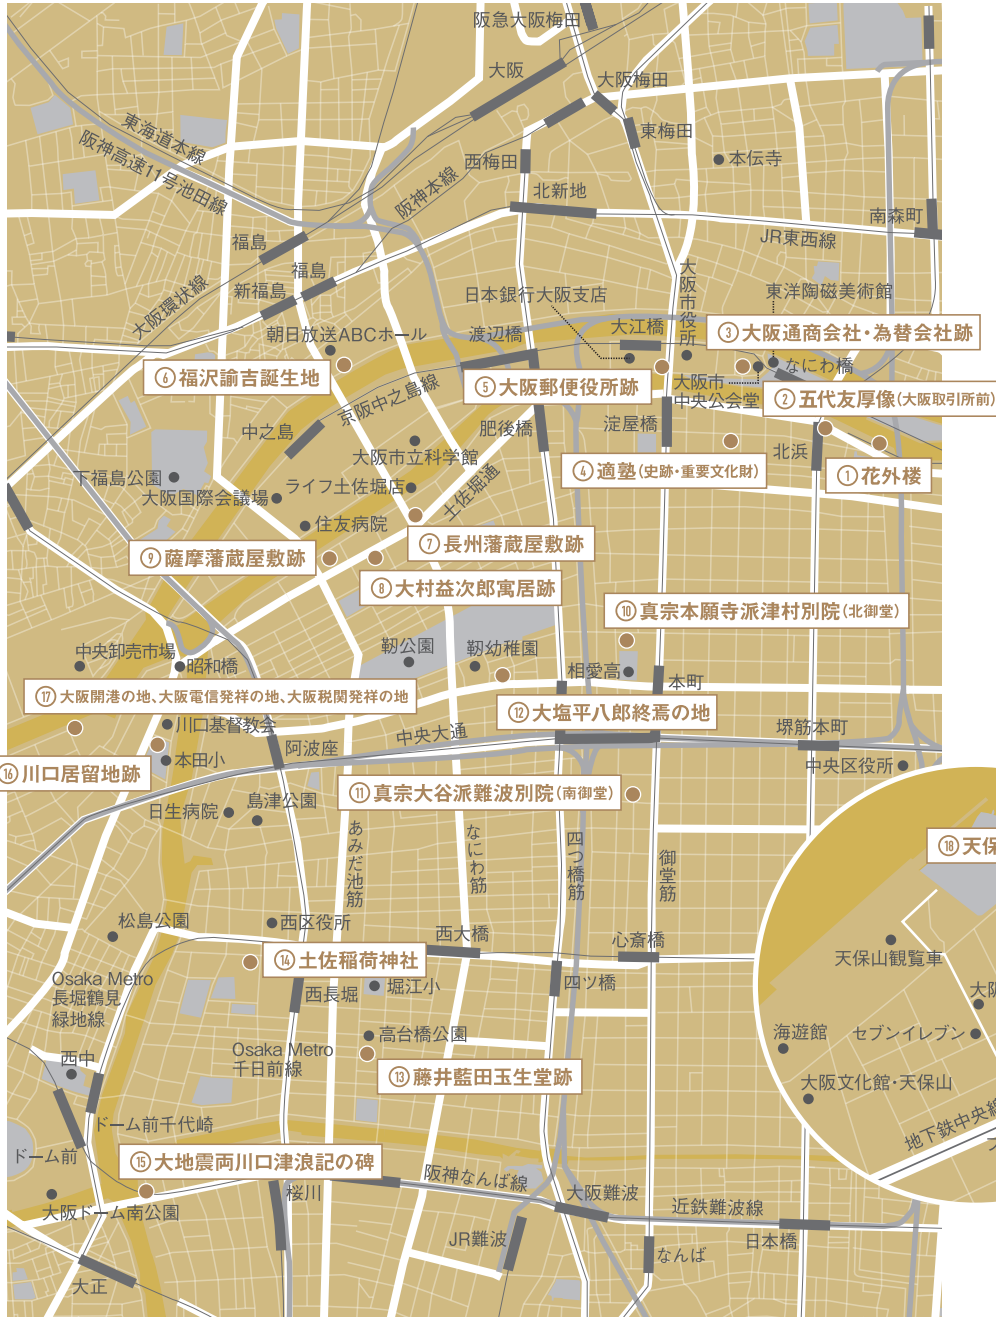 阪急大阪梅田
大阪
大阪梅田
東梅田
東海道本線
阪神高速11号池田線
西梅田
本伝寺
阪神本線
北新地
南森町
JR東西線
福島
福島
新福島
大阪環状線
日本銀行大阪支店
大阪市役所
東洋陶磁美術館
朝日放送ABCホール
渡辺橋
大江橋
③大阪通商会社・為替会社跡
なにわ橋
⑥福沢諭吉誕生地
京阪中之島線
⑤大阪郵便役所跡
大阪市
中央公会堂
②五代友厚像(大阪取引所前)
中之島
肥後橋
淀屋橋
北浜
大阪市立科学館
下福島公園
大阪国際会議場
ライフ土佐堀店
土佐堀通
④適塾(史跡・重要文化財)
①花外楼
住友病院
⑨薩摩藩蔵屋敷跡
⑦長州藩蔵屋敷跡
⑧大村益次郎寓居跡
⑩真宗本願寺派津村別院(北御堂)
中央卸売市場
昭和橋
靭公園
靭幼稚園
相愛高
本町
⑰大阪開港の地、大阪電信発祥の地、大阪税関発祥の地
⑫大塩平八郎終焉の地
川口基督教会
本田小
阿波座
中央大通
堺筋本町
中央区役所
⑯川口居留地跡
⑪真宗大谷派難波別院(南御堂)
日生病院
島津公園
あみだ池筋
なにわ筋
四つ橋筋
御堂筋
⑱天保
松島公園
西区役所
西大橋
心斎橋
天保山観覧車
⑭土佐稲荷神社
Osaka Metro
長堀鶴見
緑地線
西長堀
堀江小
四ツ橋
大阪
高台橋公園
海遊館
セブンイレブン
Osaka Metro
千日前線
西中
⑬藤井藍田玉生堂跡
大阪文化館・天保山
ドーム前千代崎
地下鉄中央線
ドーム前
⑮大地震両川口津浪記の碑
桜川
阪神なんば線
大阪難波
近鉄難波線
大阪ドーム南公園
JR難波
なんば
日本橋
大正